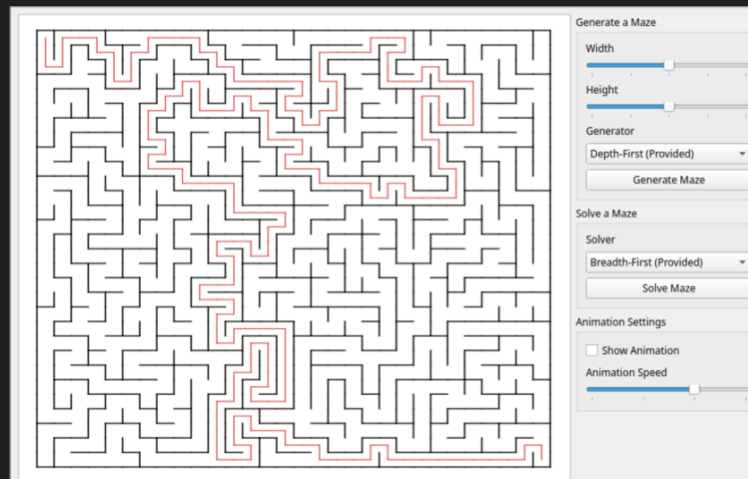 Generate a Maze
Width
Height
Generator
Depth-First (Provided)
Generate Maze
Solve a Maze
Solver
Breadth-First (Provided)
Solve Maze
Animation Settings
Show Animation
Animation Speed